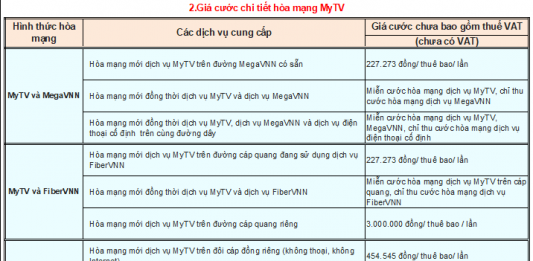 2.Giá cước chi tiết hòa mạng MyTV
Hình thức hòa
mạng
Các dịch vụ cung cấp
Giá cước chưa bao gồm thuế VAT
(chưa có VAT)
MyTV và MegaVNN
Hòa mạng mới dịch vụ MyTV trên đường MegaVNN có sẵn
227.273 đồng/ thuê bao/ lần
Hòa mạng mới đồng thời dịch vụ MyTV và dịch vụ MegaVNN
Miễn cước hòa mạng dịch vụ MyTV, chỉ thu
cước hòa mạng dịch vụ MegaVNN
Hòa mạng mới đồng thời dịch vụ MyTV, dịch vụ MegaVNN và dịch vụ điện
thoại cố định trên cùng đường dây
Miễn cước hòa mạng dịch vụ MyTV,
MegaVNN, chỉ thu cước hòa mạng dịch vụ
điện thoại cố định
MyTV và FiberVNN
Hòa mạng mới dịch vụ MyTV trên đường cáp quang đang sử dụng dịch vụ
FiberVNN
227.273 đồng/ thuê bao/ lần
Hòa mạng mới đồng thời dịch vụ MyTV và dịch vụ FiberVNN
Miễn cước hòa mạng dịch vụ MyTV trên cáp
quang, chỉ thu cước hòa mạng dịch vụ
FiberVNN
Hòa mạng mới dịch vụ MyTV trên đường cáp quang riêng
3.000.000 đồng/ thuê bao / lần
Hòa mạng mới dịch vụ MyTV trên đôi cáp đồng riêng (không thoại, không
Internet)
454.545 đồng/ thuê bao/ lần